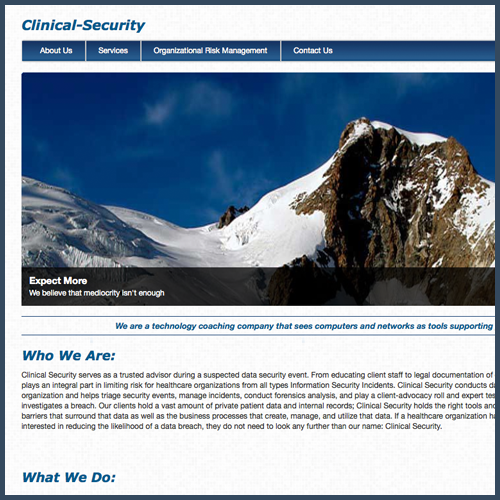 Clinical-Security
About Us Services Organizational Risk Management Contact Us
Expect More
We believe that mediocrity isn't enough
We are a technology coaching company that sees computers and networks as tools supporting
Who We Are:
Clinical Security serves as a trusted advisor during a suspected data security event. From educating client staff to legal documentation of
plays an integral part in limiting risk for healthcare organizations from all types Information Security Incidents. Clinical Security conducts
organization and helps triage security events, manage incidents, conduct forensics analysis, and play a client-advocacy roll and expert
investigates a breach. Our clients hold a vast amount of private patient data and internal records; Clinical Security holds the right tools and
barriers that surround that data as well as the business processes that create, manage, and utilize that data. If a healthcare organization
interested in reducing the likelihood of a data breach, they do not need to look any further than our name: Clinical Security.
What We Do: